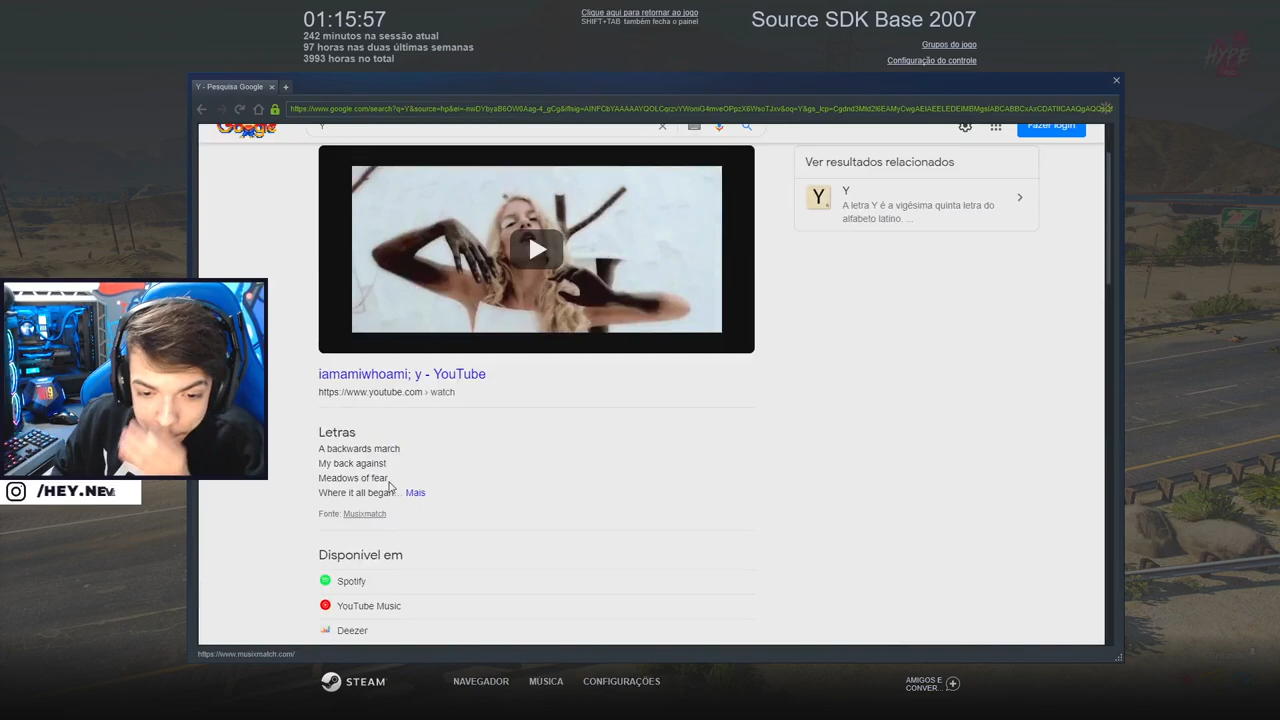 01:15:57
242 minutos na sessão atual
97 horas nas duas últimas semanas
3993 horas no total
Clique aqui para retornar ao jogo
SHIFT+TAB também fecha o painel
Source SDK Base 2007
Grupos do jogo
Configuração do controle
HYPE
Y - Pesquisa Google
Google
Y
Fazer login
Ver resultados relacionados
Y
Y
A letra Y é a vigésima quinta letra do
alfabeto latino. ...
iamamiwhoami; y - YouTube
https://www.youtube.com › watch
Letras
A backwards march
My back against
Meadows of fear
Where it all began... Mais
Fonte: Musixmatch
Disponível em
Spotify
YouTube Music
Deezer
https://www.musixmatch.com/
/HEY.NE
STEAM
NAVEGADOR
MÚSICA
CONFIGURAÇÕES
AMIGOS E
CONVER...